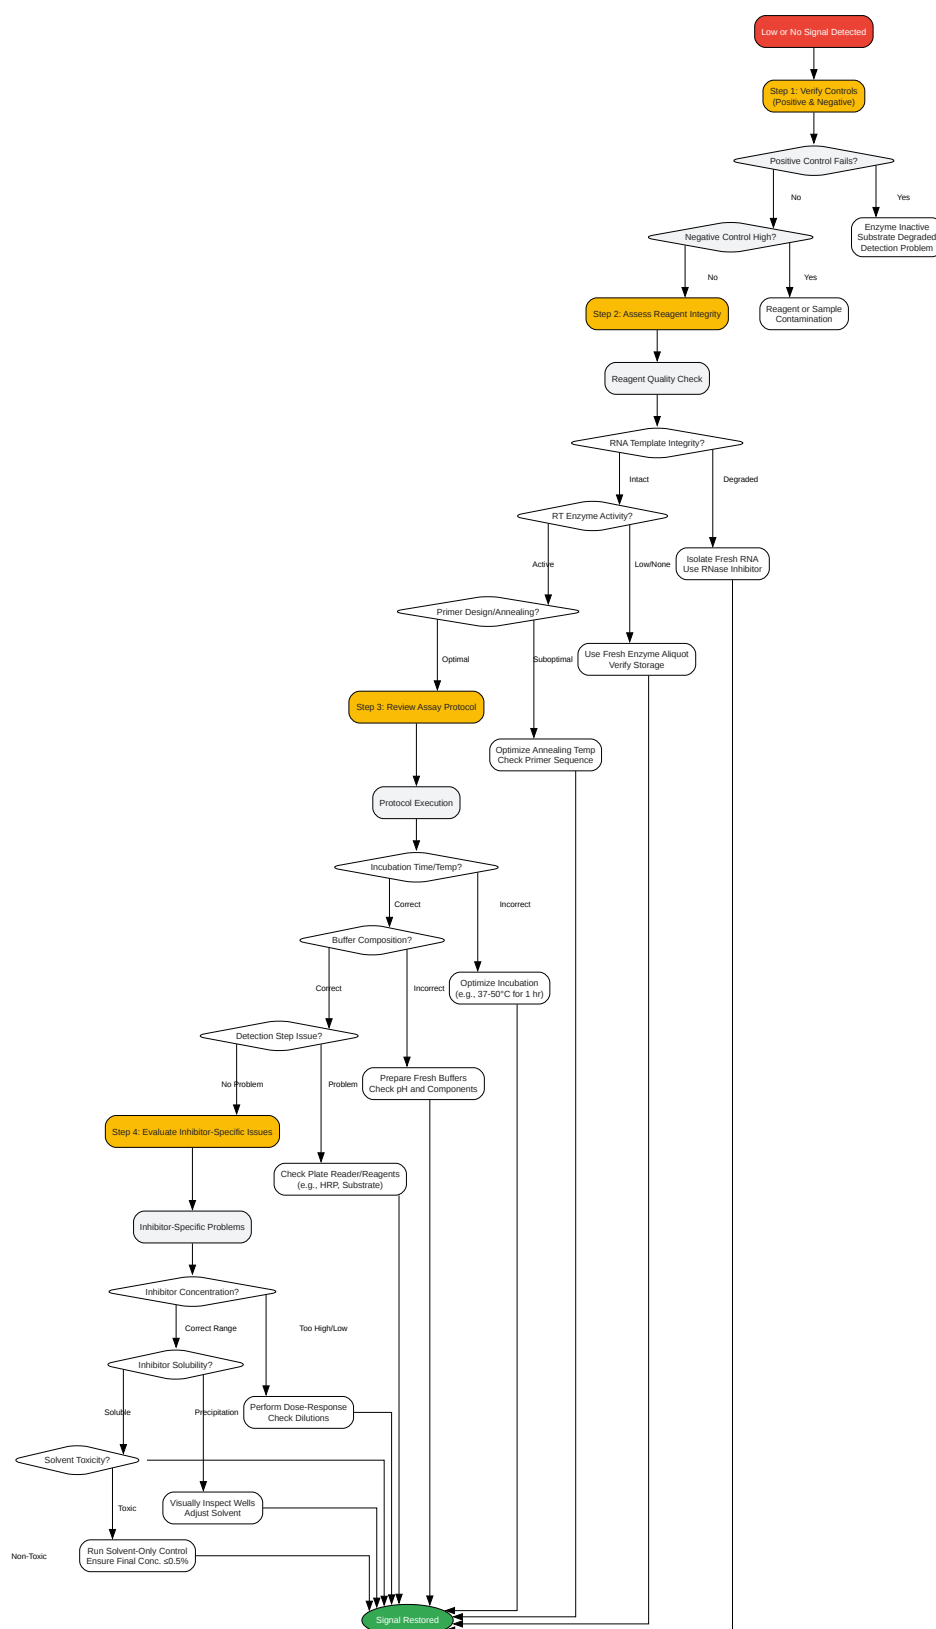 Low or No Signal Detected
Step 1: Verify Controls
(Positive & Negative)
Positive Control Fails?
No
Yes
Enzyme Inactive
Substrate Degraded
Detection Problem
Negative Control High?
No
Yes
Step 2: Assess Reagent Integrity
Reagent or Sample
Contamination
Reagent Quality Check
RNA Template Integrity?
Intact
Degraded
RT Enzyme Activity?
Active
Low/None
Isolate Fresh RNA
Use RNase Inhibitor
Primer Design/Annealing?
Optimal
Suboptimal
Use Fresh Enzyme Aliquot
Verify Storage
Step 3: Review Assay Protocol
Optimize Annealing Temp
Check Primer Sequence
Protocol Execution
Incubation Time/Temp?
Correct
Incorrect
Buffer Composition?
Correct
Incorrect
Optimize Incubation
(e.g., 37-50°C for 1 hr)
Detection Step Issue?
No Problem
Problem
Prepare Fresh Buffers
Check pH and Components
Step 4: Evaluate Inhibitor-Specific Issues
Check Plate Reader/Reagents
(e.g., HRP, Substrate)
Inhibitor-Specific Problems
Inhibitor Concentration?
Correct Range
Too High/Low
Inhibitor Solubility?
Soluble
Precipitation
Perform Dose-Response
Check Dilutions
Solvent Toxicity?
Toxic
Visually Inspect Wells
Adjust Solvent
Non-Toxic
Run Solvent-Only Control
Ensure Final Conc. ≤0.5%
Signal Restored